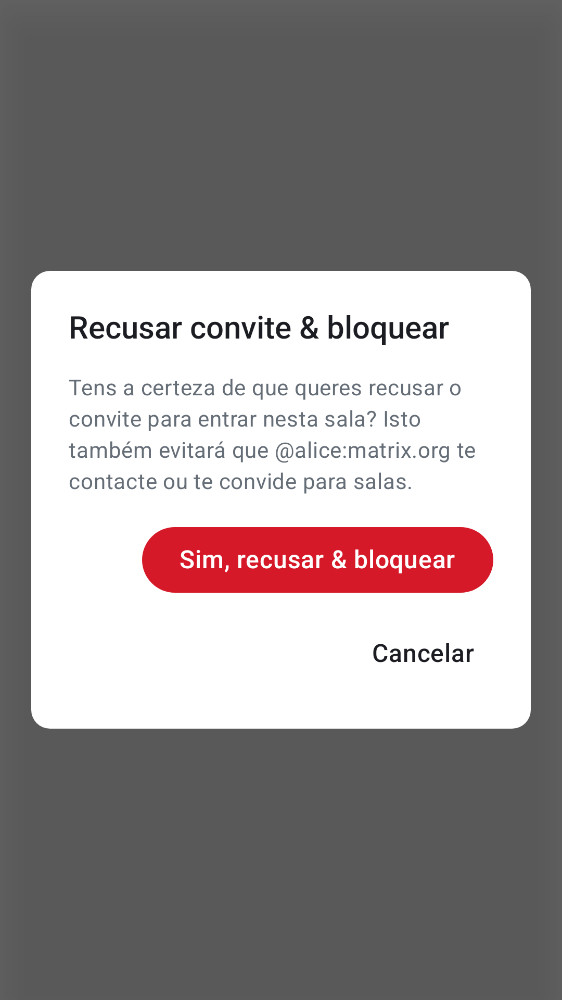 Recusar convite & bloquear
Tens a certeza de que queres recusar o
convite para entrar nesta sala? Isto
também evitará que @alice:matrix.org te
contacte ou te convide para salas.
Sim, recusar & bloquear
Cancelar